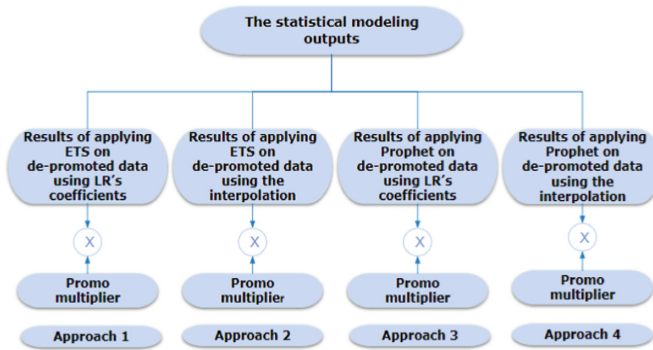 The statistical modeling
outputs
Results of applying
ETS on
de-promoted data
using LR's
coefficients
Results of applying
ETS on
de-promoted data
using the
interpolation
Results of applying
Prophet on
de-promoted data
using LR's
coefficients
Results of applying
Prophet on
de-promoted data
using the
interpolation
X
X
X
X
Promo
multiplier
Promo
multiplier
Promo
multiplier
Promo
multiplier
Approach 1
Approach 2
Approach 3
Approach 4